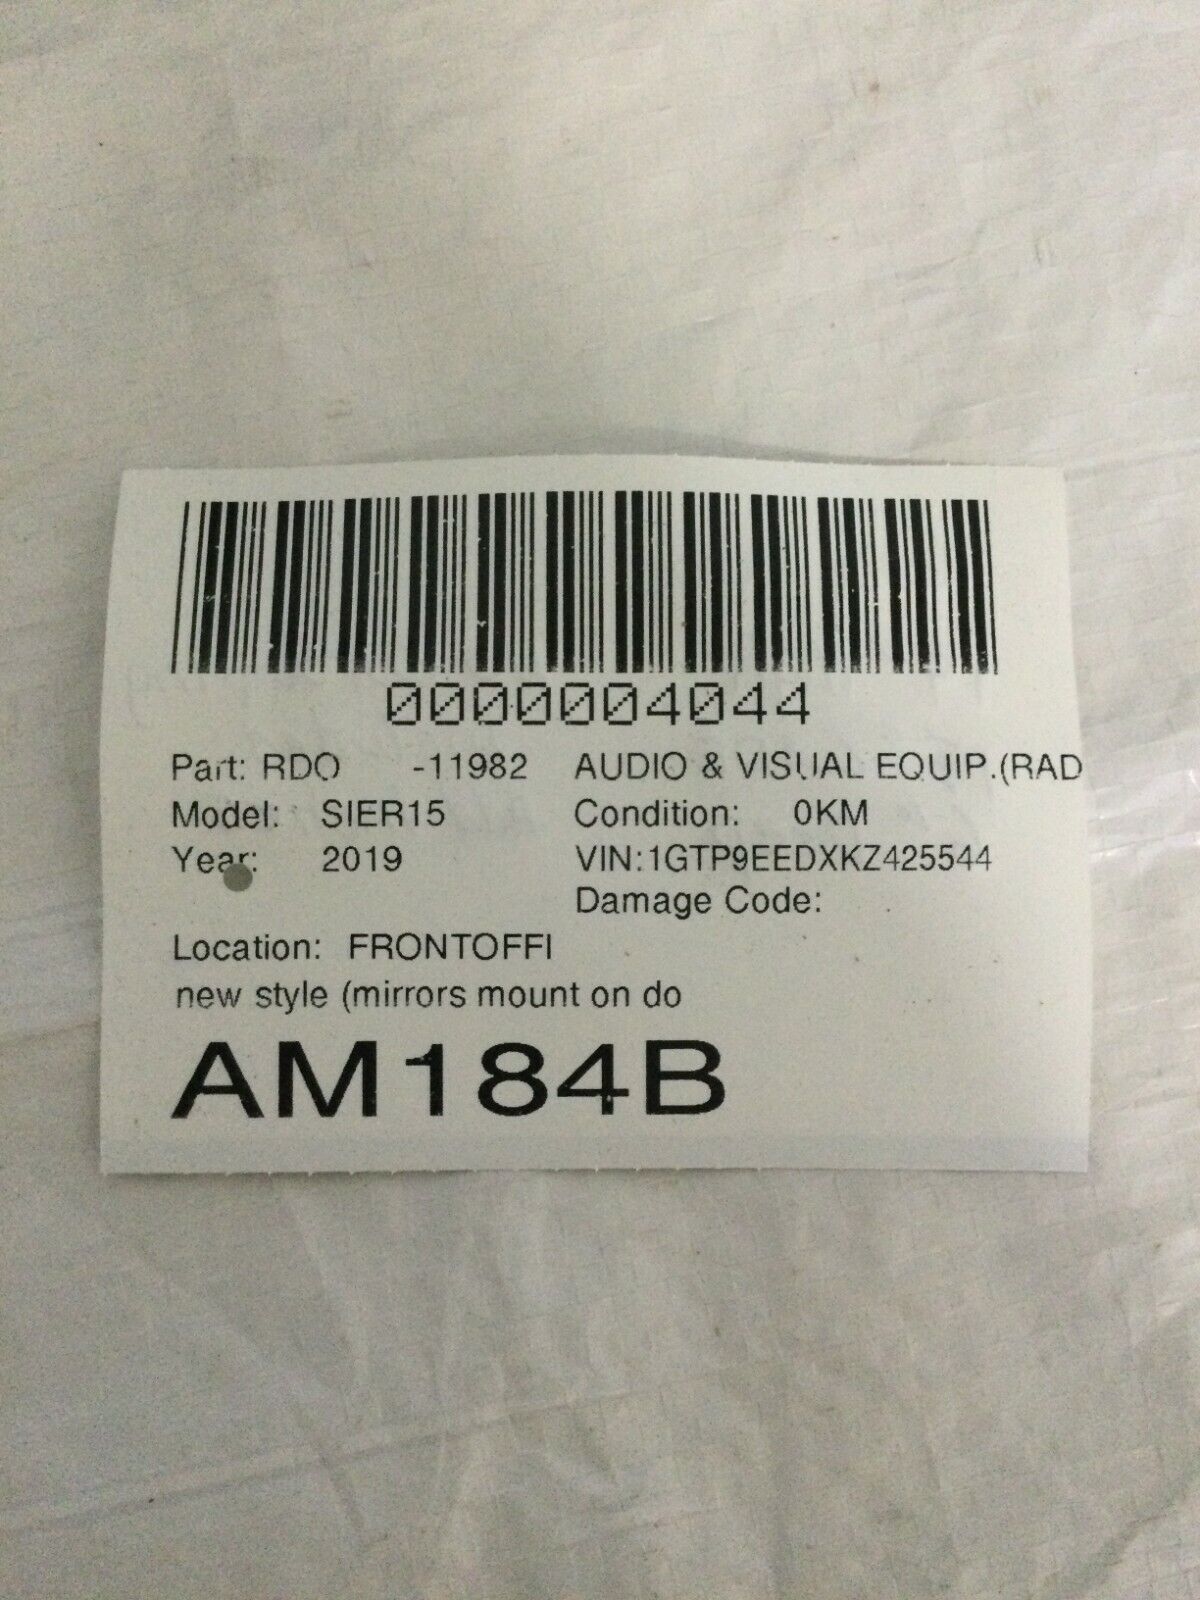 0000004044
Part: RDO -11982 AUDIO & VISUAL EQUIP.(RAD
Model: SIER15 Condition: 0KM
Year: 2019 VIN:1GTP9EEDXKZ425544
Damage Code:
Location: FRONTOFFI
new style (mirrors mount on do
AM184B